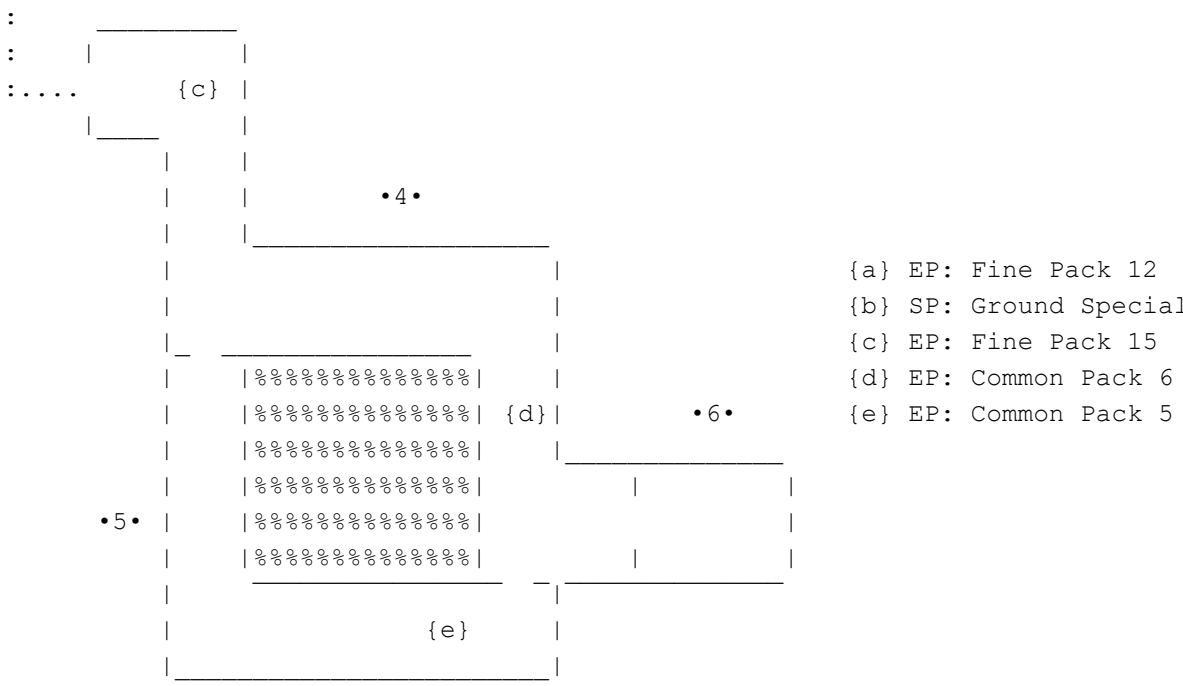 {c}
•4•
{a} EP: Fine Pack 12
{b} SP: Ground Special
{c} EP: Fine Pack 15
{d} EP: Common Pack 6
{d} •6• {e} EP: Common Pack 5
•5•
{e}